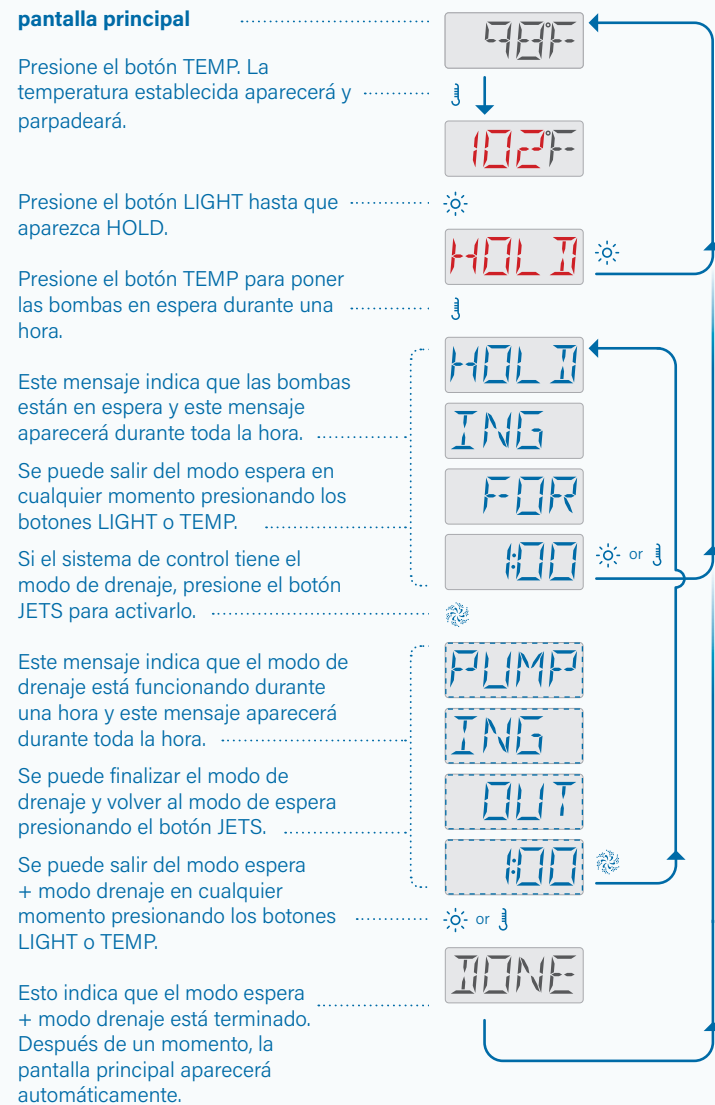 pantalla principal
98°F
Presione el botón TEMP. La
temperatura establecida aparecerá y
parpadeará.
102°F
Presione el botón LIGHT hasta que
aparezca HOLD.
HOLD
Presione el botón TEMP para poner
las bombas en espera durante una
hora.
HOLD
Este mensaje indica que las bombas
están en espera y este mensaje
aparecerá durante toda la hora.
ING
Se puede salir del modo espera en
cualquier momento presionando los
botones LIGHT o TEMP.
FOR
Si el sistema de control tiene el
modo de drenaje, presione el botón
JETS para activarlo.
1:00
or
Este mensaje indica que el modo de
drenaje está funcionando durante
una hora y este mensaje aparecerá
durante toda la hora.
PUMP
ING
Se puede finalizar el modo de
drenaje y volver al modo de espera
presionando el botón JETS.
OUT
1:00
Se puede salir del modo espera
+ modo drenaje en cualquier
momento presionando los botones
LIGHT o TEMP.
or
DONE
Esto indica que el modo espera
+ modo drenaje está terminado.
Después de un momento, la
pantalla principal aparecerá
automáticamente.